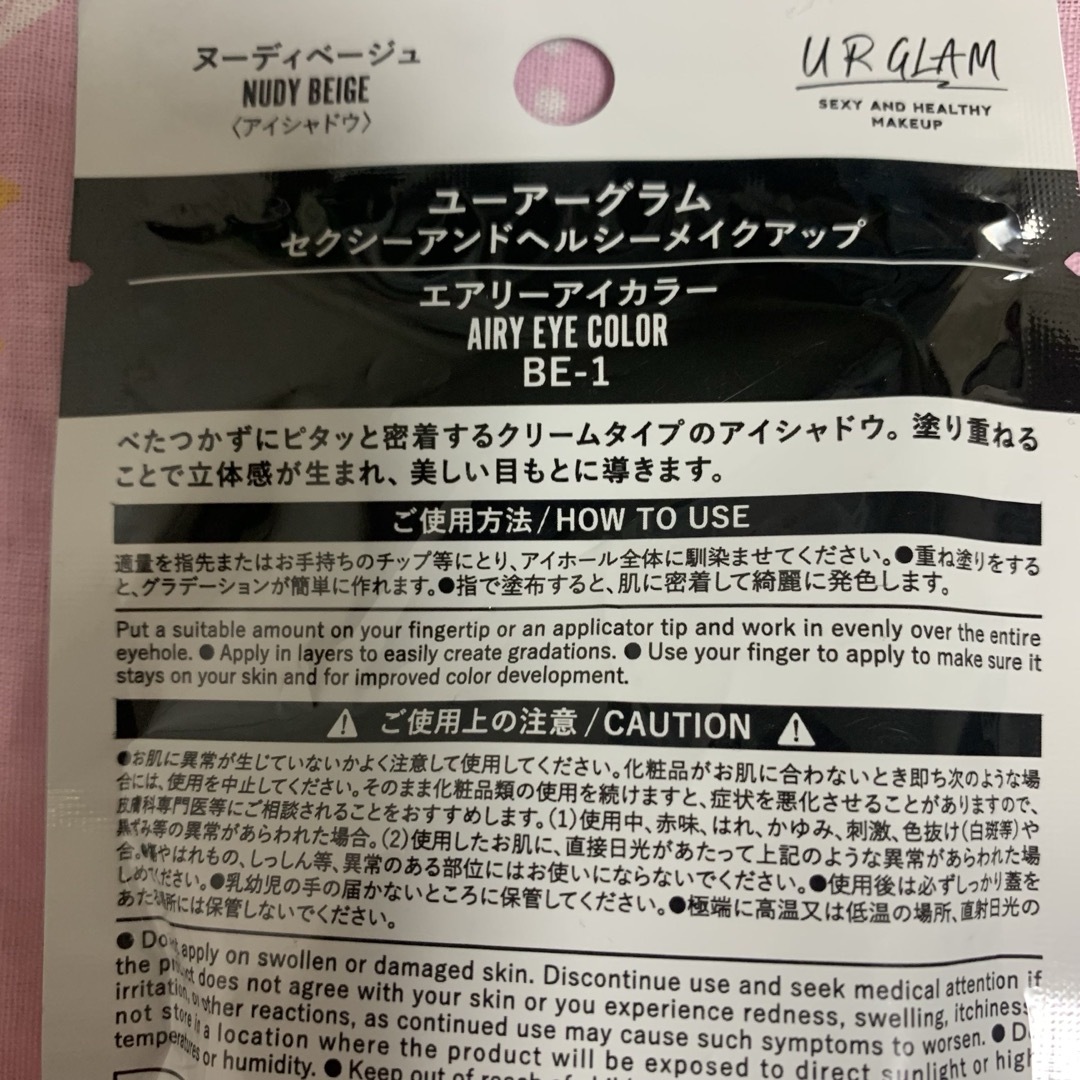 ヌーディベージュ
NUDY BEIGE
〈アイシャドウ〉
UR GLAM
SEXY AND HEALTHY
MAKEUP
ユーアーグラム
セクシーアンドヘルシーメイクアップ
エアリーアイカラー
AIRY EYE COLOR
BE-1
べたつかずにピタッと密着するクリームタイプのアイシャドウ。塗り重ねる
ことで立体感が生まれ、美しい目もとに導きます。
ご使用方法/HOW TO USE
適量を指先またはお手持ちのチップ等にとり、アイホール全体に馴染ませてください。●重ね塗りをする
と、グラデーションが簡単に作れます。●指で塗布すると、肌に密着して綺麗に発色します。
Put a suitable amount on your fingertip or an applicator tip and work in evenly over the entire
eyehole. ● Apply in layers to easily create gradations. ● Use your finger to apply to make sure it
stays on your skin and for improved color development.
⚠ ご使用上の注意/CAUTION ⚠
●お肌に異常が生じていないかよく注意して使用してください。化粧品がお肌に合わないとき即ち次のような場
合には、使用を中止してください。そのまま化粧品類の使用を続けますと、症状を悪化させることがありますので、
皮膚科専門医等にご相談されることをおすすめします。(1)使用中、赤味、はれ、かゆみ、刺激、色抜け(白斑等)や
黒ずみ等の異常があらわれた場合。(2)使用したお肌に、直接日光があたって上記のような異常があらわれた場
合。やはれもの、しっしん等、異常のある部位にはお使いにならないでください。●使用後は必ずしっかり蓋を
しめてください。●乳幼児の手の届かないところに保管してください。●極端に高温又は低温の場所、直射日光の
あたる場所には保管しないでください。
● Do apply on swollen or damaged skin. Discontinue use and seek medical attention if
the product does not agree with your skin or you experience redness, swelling, itchiness,
irritation, or other reactions, as continued use may cause such symptoms to worsen. ● Do
not store in a location where the product will be exposed to direct sunlight or high
temperatures or humidity. ● Keep out of reach of